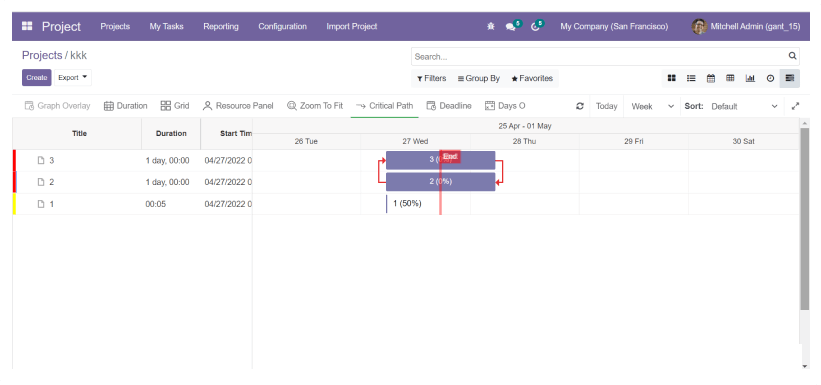 Project Projects My Tasks Reporting Configuration Import Project 5 5 My Company (San Francisco) Mitchell Admin (gant_15)
Projects / kkk
Search...
Create Export
Filters Group By Favorites
Graph Overlay Duration Grid Resource Panel Zoom To Fit Critical Path Deadline Days O Today Week Sort: Default
Title Duration Start Tim 25 Apr - 01 May
26 Tue 27 Wed 28 Thu 29 Fri 30 Sat
3 1 day, 00:00 04/27/2022 0 3 ( End
2 1 day, 00:00 04/27/2022 0 2 (0%)
1 00:05 04/27/2022 0 1 (50%)